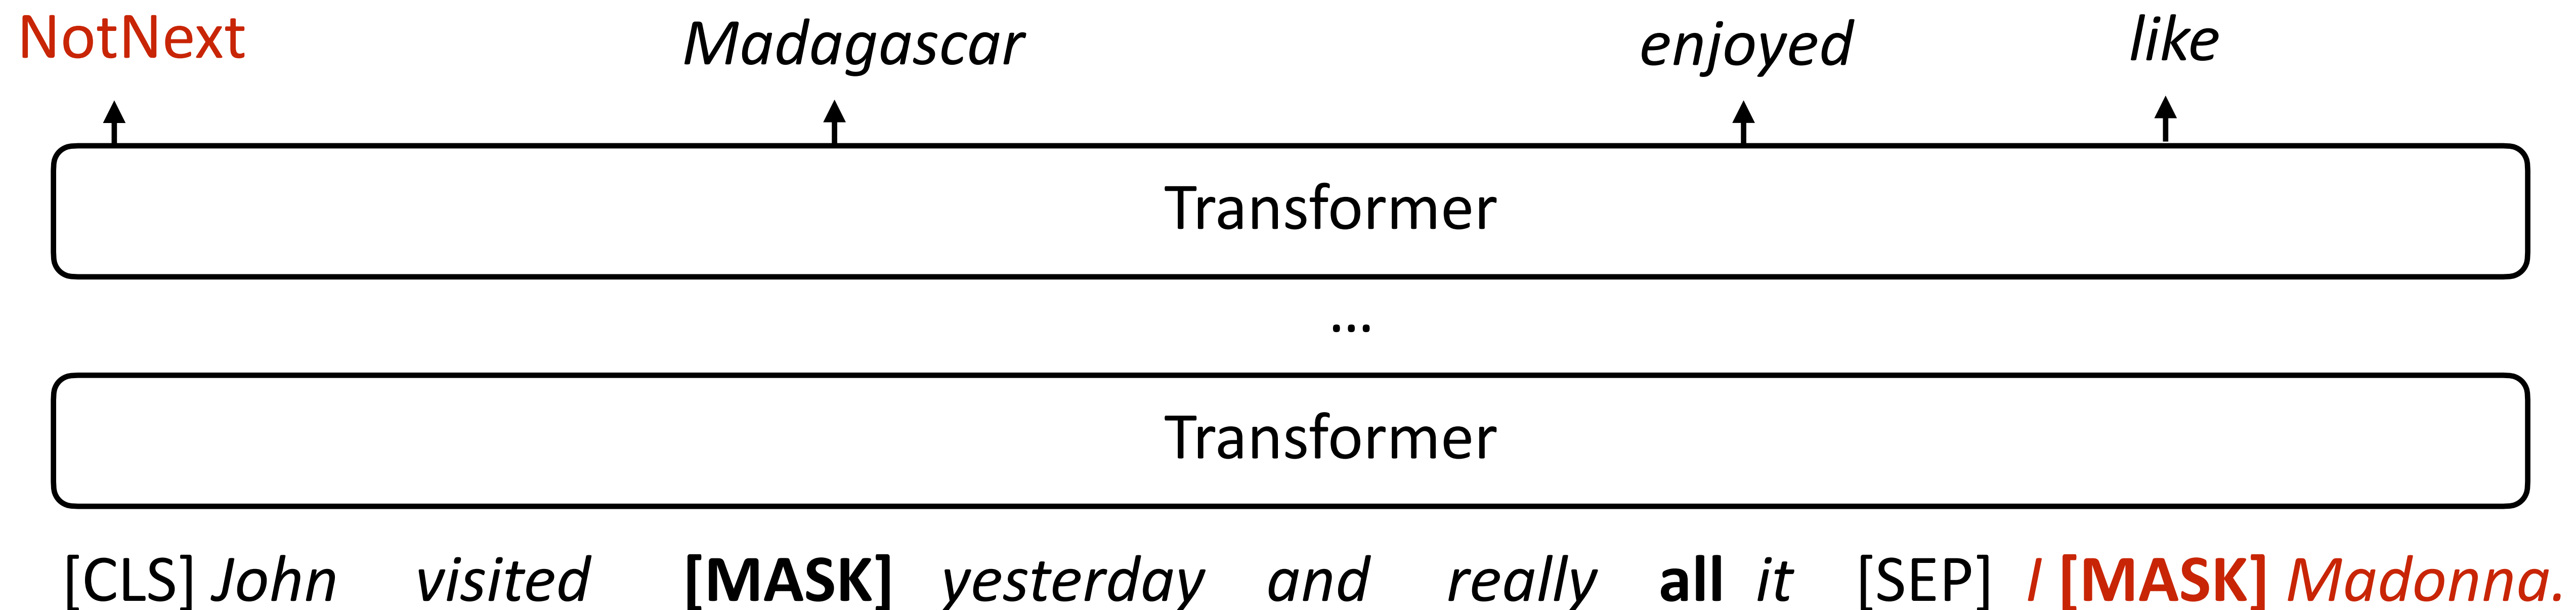 NotNext Madagascar enjoyed like
Transformer
...
Transformer
[CLS] John visited [MASK] yesterday and really all it [SEP] I [MASK] Madonna.